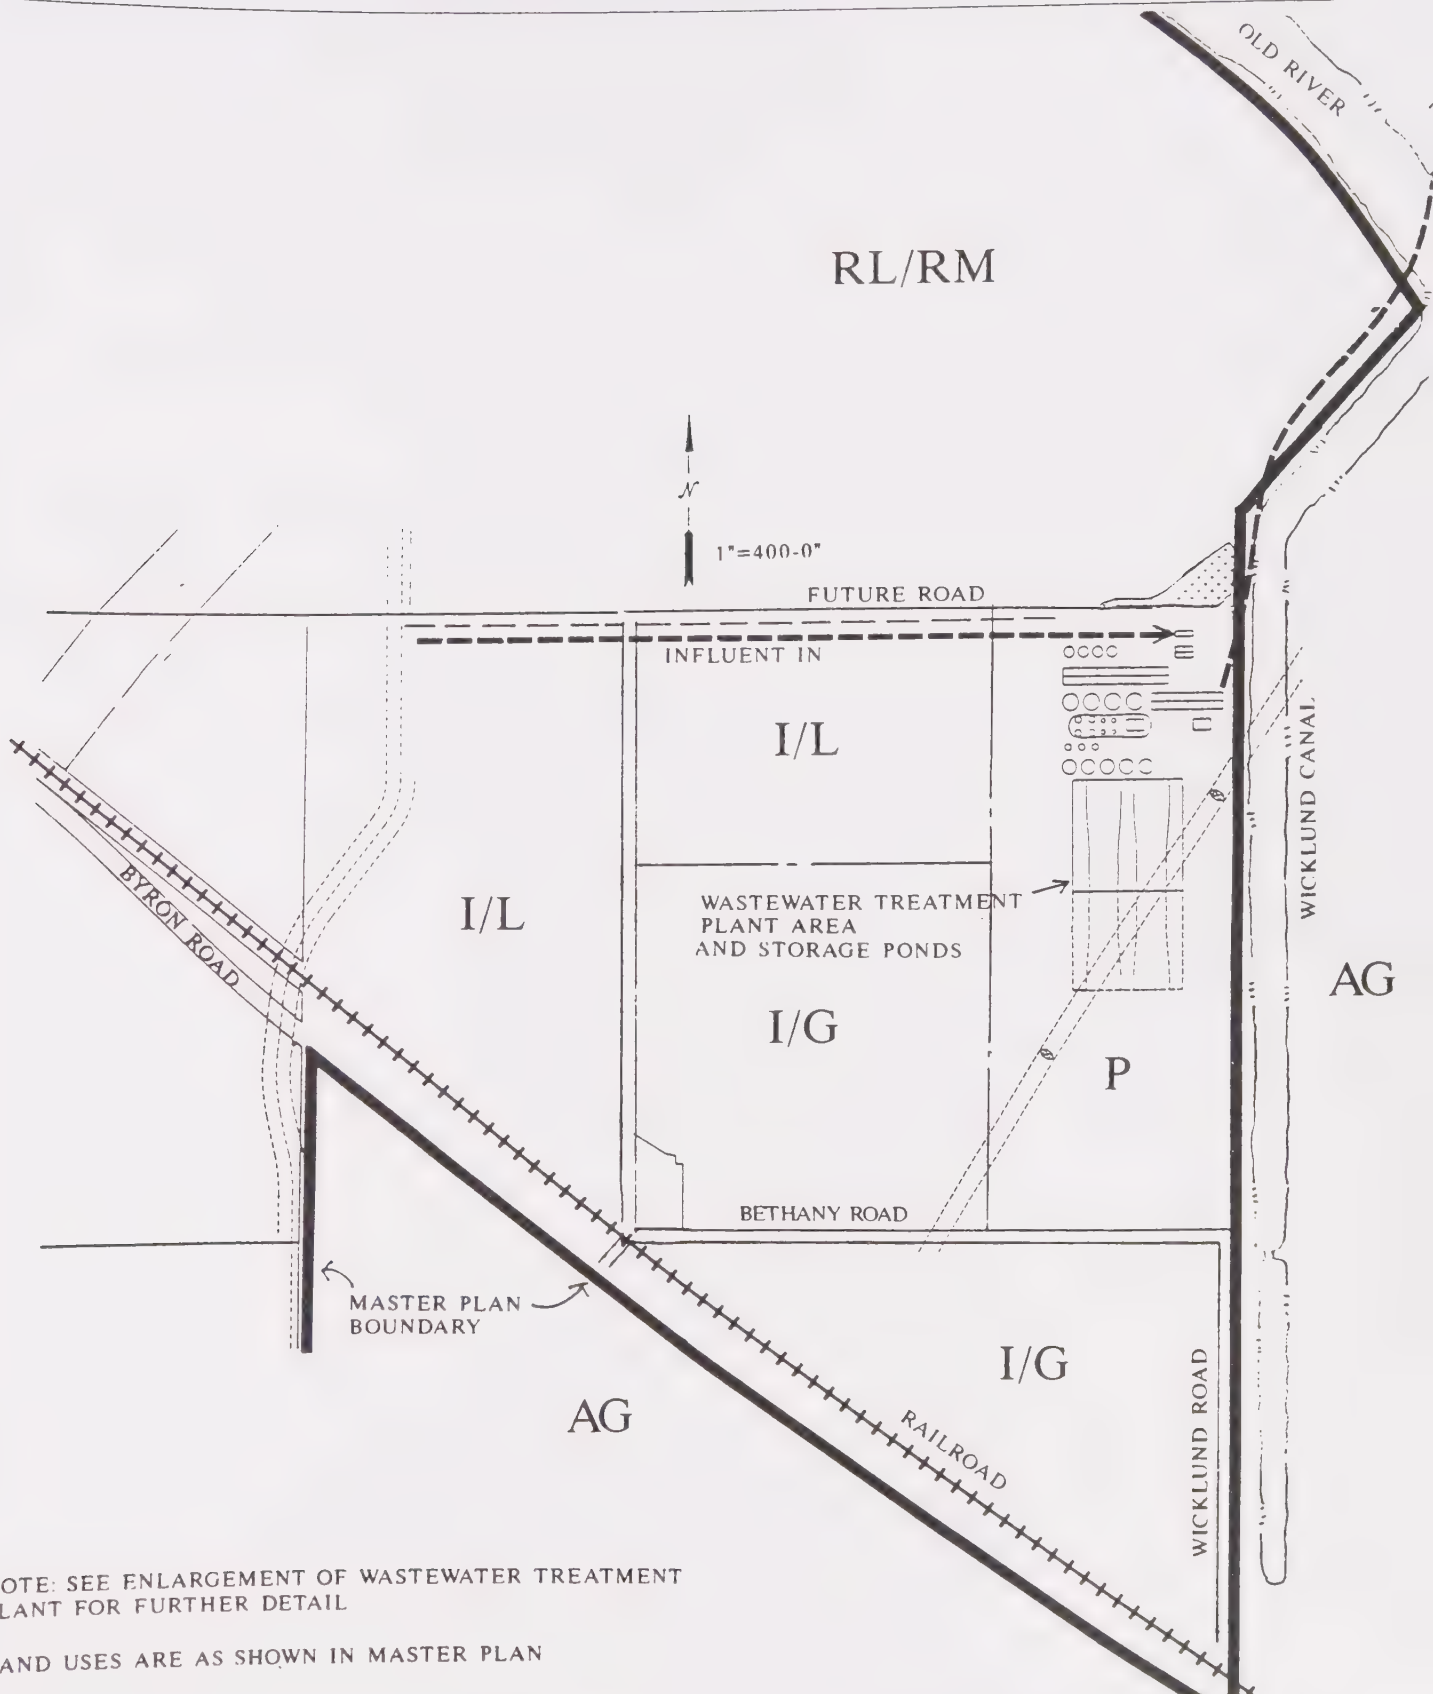 OLD RIVER
RL/RM
N
1"=400-0"
FUTURE ROAD
INFLUENT IN
I/L
WICKLUND CANAL
BYRON ROAD
I/L
WASTEWATER TREATMENT
PLANT AREA
AND STORAGE PONDS
AG
I/G
P
BETHANY ROAD
MASTER PLAN
BOUNDARY
I/G
WICKLUND ROAD
AG
RAILROAD
OTE: SEE ENLARGEMENT OF WASTEWATER TREATMENT
LANT FOR FURTHER DETAIL
AND USES ARE AS SHOWN IN MASTER PLAN